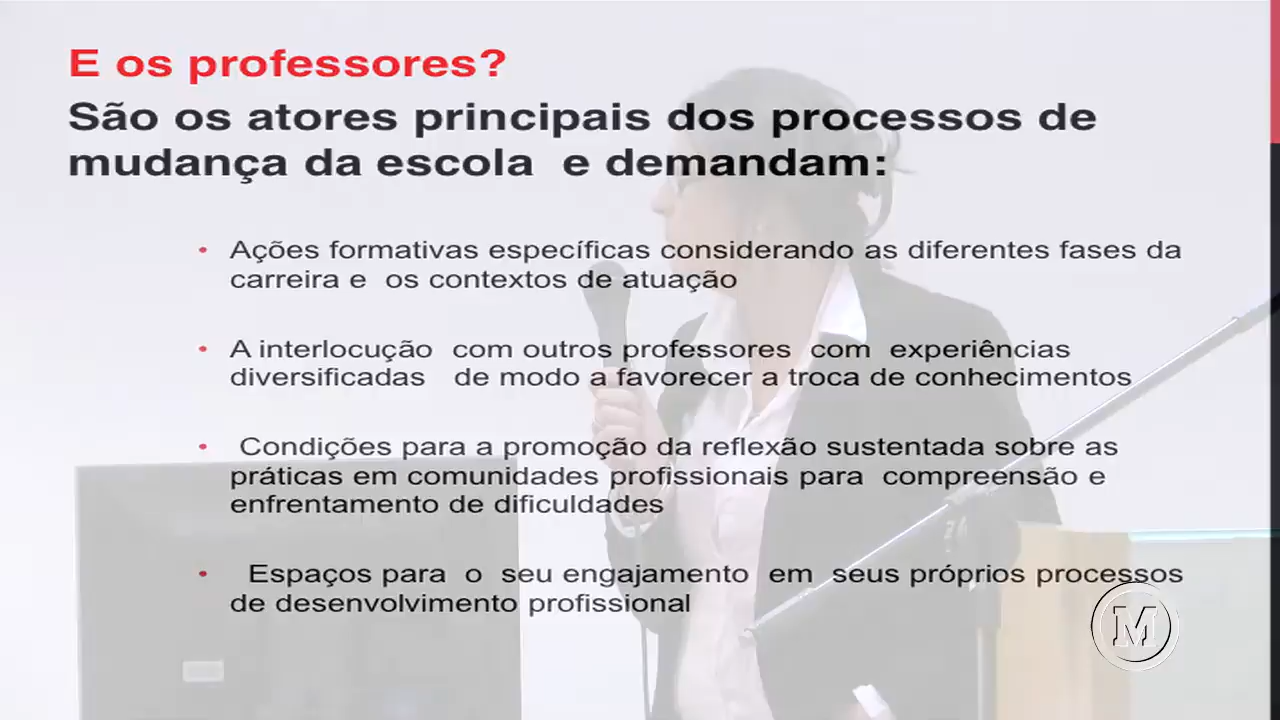 E os professores?
São os atores principais dos processos de
mudança da escola e demandam:
• Ações formativas específicas considerando as diferentes fases da
carreira e os contextos de atuação
• A interlocução com outros professores com experiências
diversificadas de modo a favorecer a troca de conhecimentos
• Condições para a promoção da reflexão sustentada sobre as
práticas em comunidades profissionais para compreensão e
enfrentamento de dificuldades
• Espaços para o seu engajamento em seus próprios processos
de desenvolvimento profissional
M